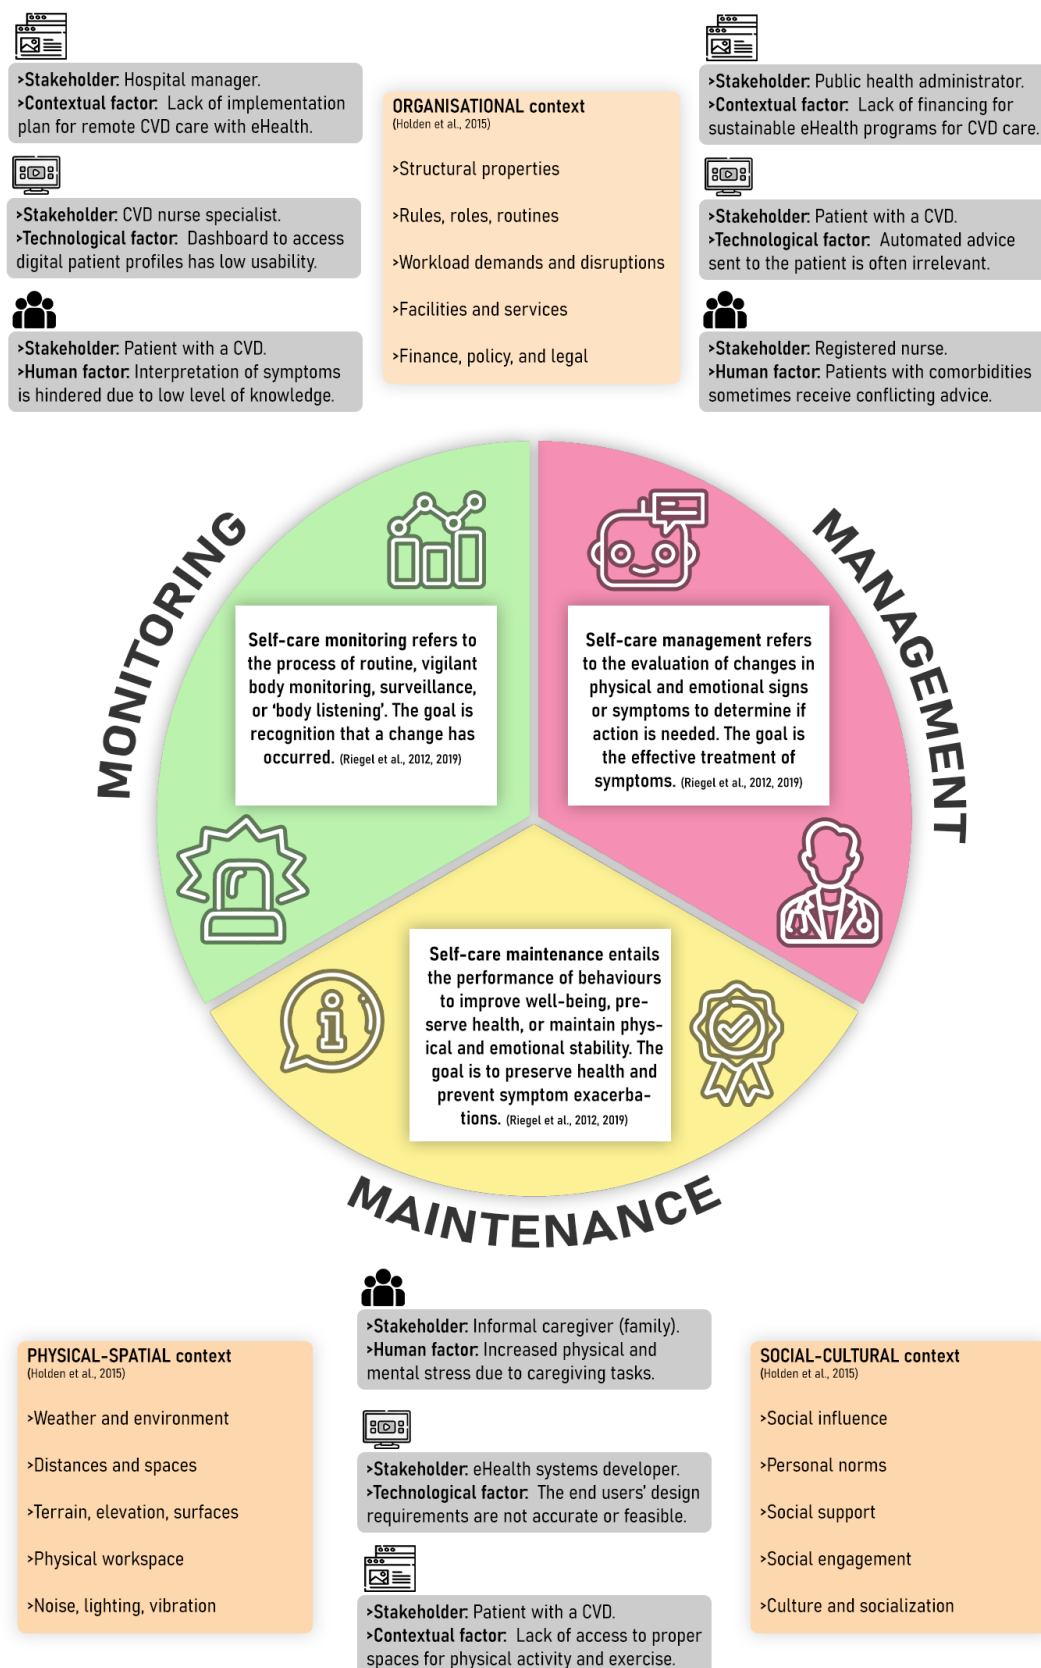 >Stakeholder: Hospital manager.
>Contextual factor: Lack of implementation
plan for remote CVD care with eHealth.
>Stakeholder: CVD nurse specialist.
>Technological factor: Dashboard to access
digital patient profiles has low usability.
>Stakeholder: Patient with a CVD.
>Human factor: Interpretation of symptoms
is hindered due to low level of knowledge.
ORGANISATIONAL context
(Holden et al., 2015)
>Structural properties
>Rules, roles, routines
>Workload demands and disruptions
>Facilities and services
>Finance, policy, and legal
>Stakeholder: Public health administrator.
>Contextual factor: Lack of financing for
sustainable eHealth programs for CVD care.
>Stakeholder: Patient with a CVD.
>Technological factor: Automated advice
sent to the patient is often irrelevant.
>Stakeholder: Registered nurse.
>Human factor: Patients with comorbidities
sometimes receive conflicting advice.
MONITORING
Self-care monitoring refers to
the process of routine, vigilant
body monitoring, surveillance,
or ‘body listening’. The goal is
recognition that a change has
occurred. (Riegel et al., 2012, 2019)
MANAGEMENT
Self-care management refers
to the evaluation of changes in
physical and emotional signs
or symptoms to determine if
action is needed. The goal is
the effective treatment of
symptoms. (Riegel et al., 2012, 2019)
Self-care maintenance entails
the performance of behaviours
to improve well-being, pre-
serve health, or maintain phys-
ical and emotional stability. The
goal is to preserve health and
prevent symptom exacerba-
tions. (Riegel et al., 2012, 2019)
MAINTENANCE
PHYSICAL-SPATIAL context
(Holden et al., 2015)
>Weather and environment
>Distances and spaces
>Terrain, elevation, surfaces
>Physical workspace
>Noise, lighting, vibration
>Stakeholder: Informal caregiver (family).
>Human factor: Increased physical and
mental stress due to caregiving tasks.
>Stakeholder: eHealth systems developer.
>Technological factor: The end users’ design
requirements are not accurate or feasible.
>Stakeholder: Patient with a CVD.
>Contextual factor: Lack of access to proper
spaces for physical activity and exercise.
SOCIAL-CULTURAL context
(Holden et al., 2015)
>Social influence
>Personal norms
>Social support
>Social engagement
>Culture and socialization